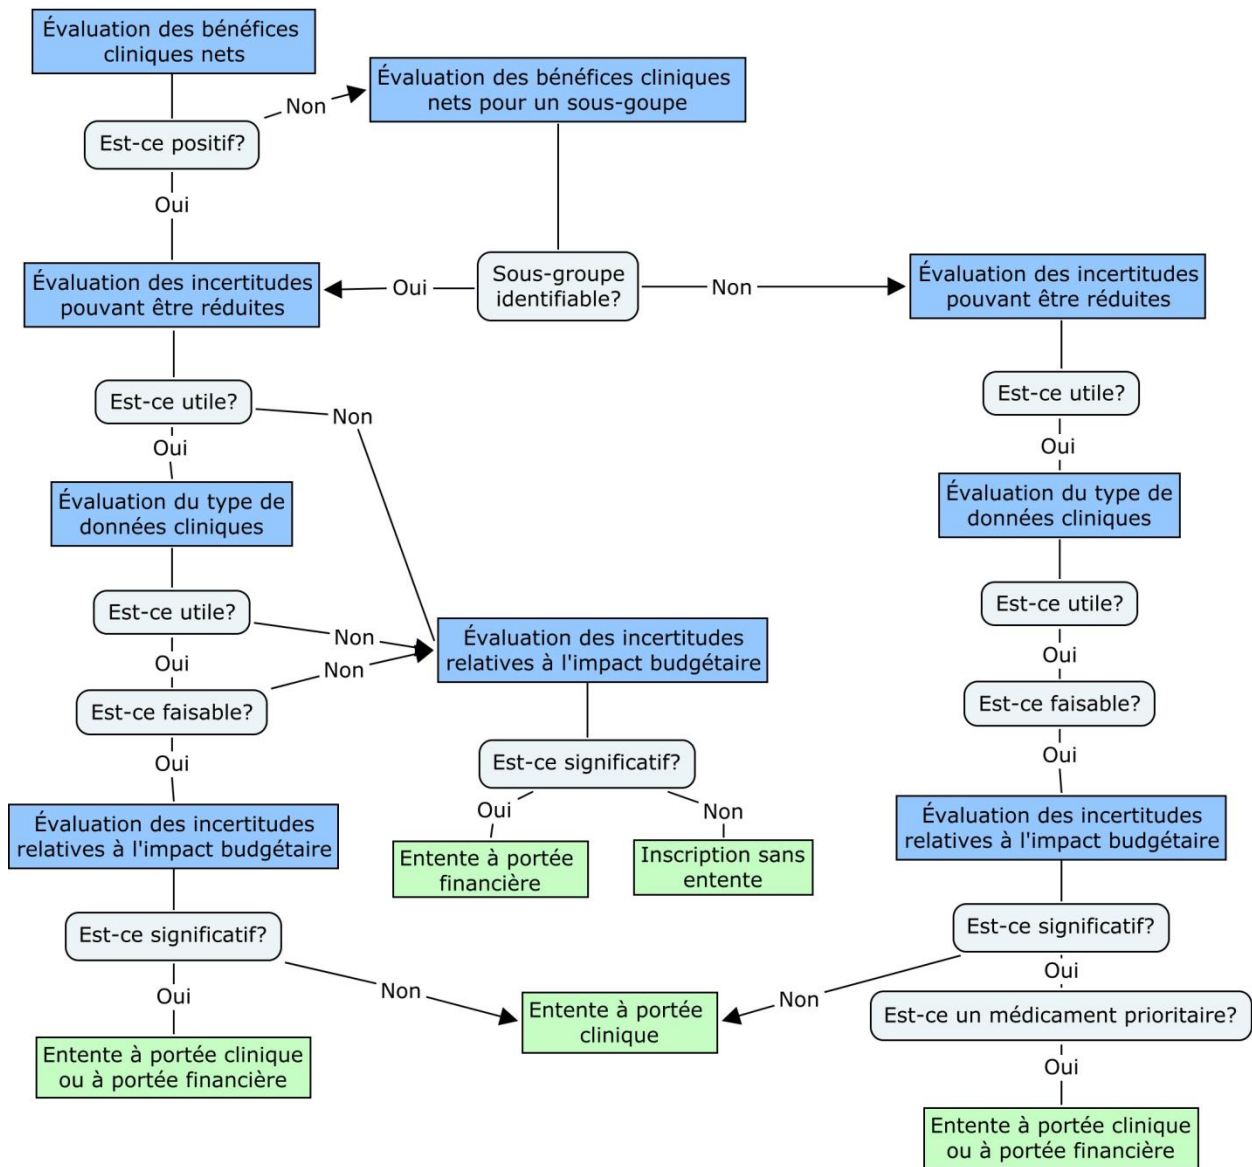 Évaluation des bénéfices
cliniques nets
Non
Évaluation des bénéfices cliniques
nets pour un sous-goupe
Est-ce positif?
Oui
Évaluation des incertitudes
pouvant être réduites
Oui
Sous-groupe
identifiable?
Non
Évaluation des incertitudes
pouvant être réduites
Est-ce utile?
Non
Oui
Évaluation du type de
données cliniques
Est-ce utile?
Non
Oui
Non
Est-ce faisable?
Oui
Évaluation des incertitudes
relatives à l'impact budgétaire
Est-ce significatif?
Oui
Non
Entente à portée clinique
ou à portée financière
Évaluation des incertitudes
relatives à l'impact budgétaire
Est-ce significatif?
Oui
Non
Entente à portée
financière
Inscription sans
entente
Entente à portée
clinique
Est-ce utile?
Oui
Évaluation du type de
données cliniques
Est-ce utile?
Oui
Est-ce faisable?
Oui
Évaluation des incertitudes
relatives à l'impact budgétaire
Est-ce significatif?
Non
Oui
Est-ce un médicament prioritaire?
Oui
Entente à portée clinique
ou à portée financière